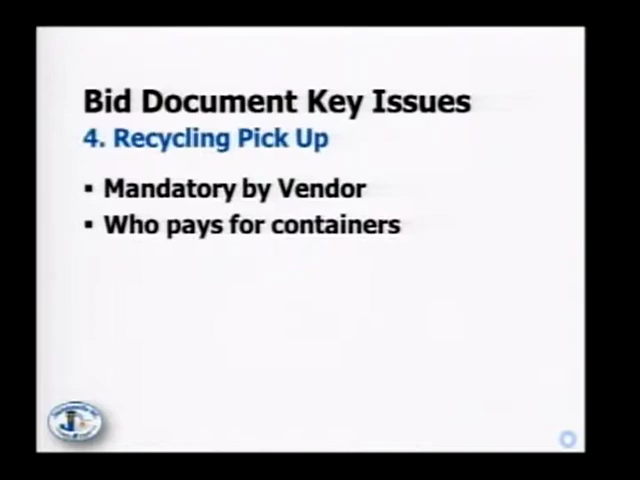 Bid Document Key Issues
4. Recycling Pick Up
▪ Mandatory by Vendor
▪ Who pays for containers